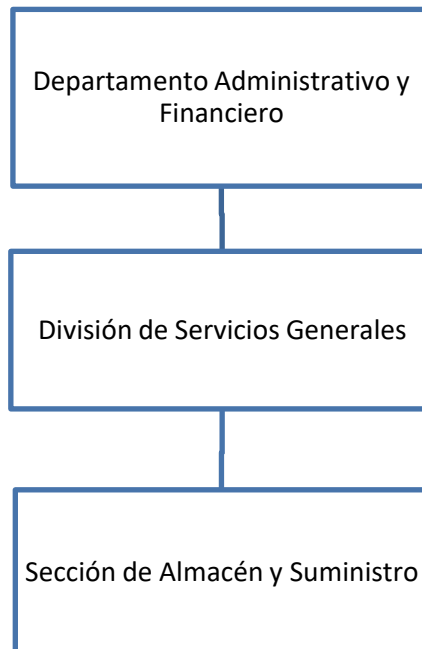 Departamento Administrativo y
Financiero
División de Servicios Generales
Sección de Almacén y Suministro